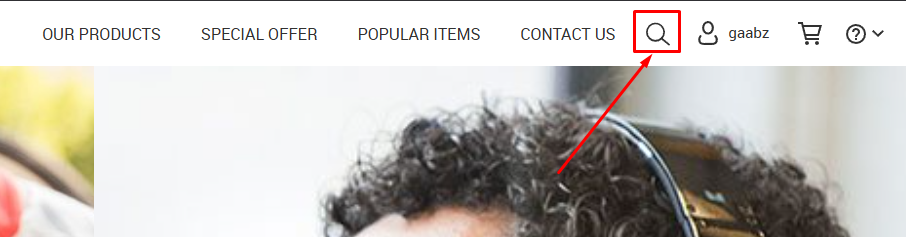 OUR PRODUCTS SPECIAL OFFER POPULAR ITEMS CONTACT US gaabz ?